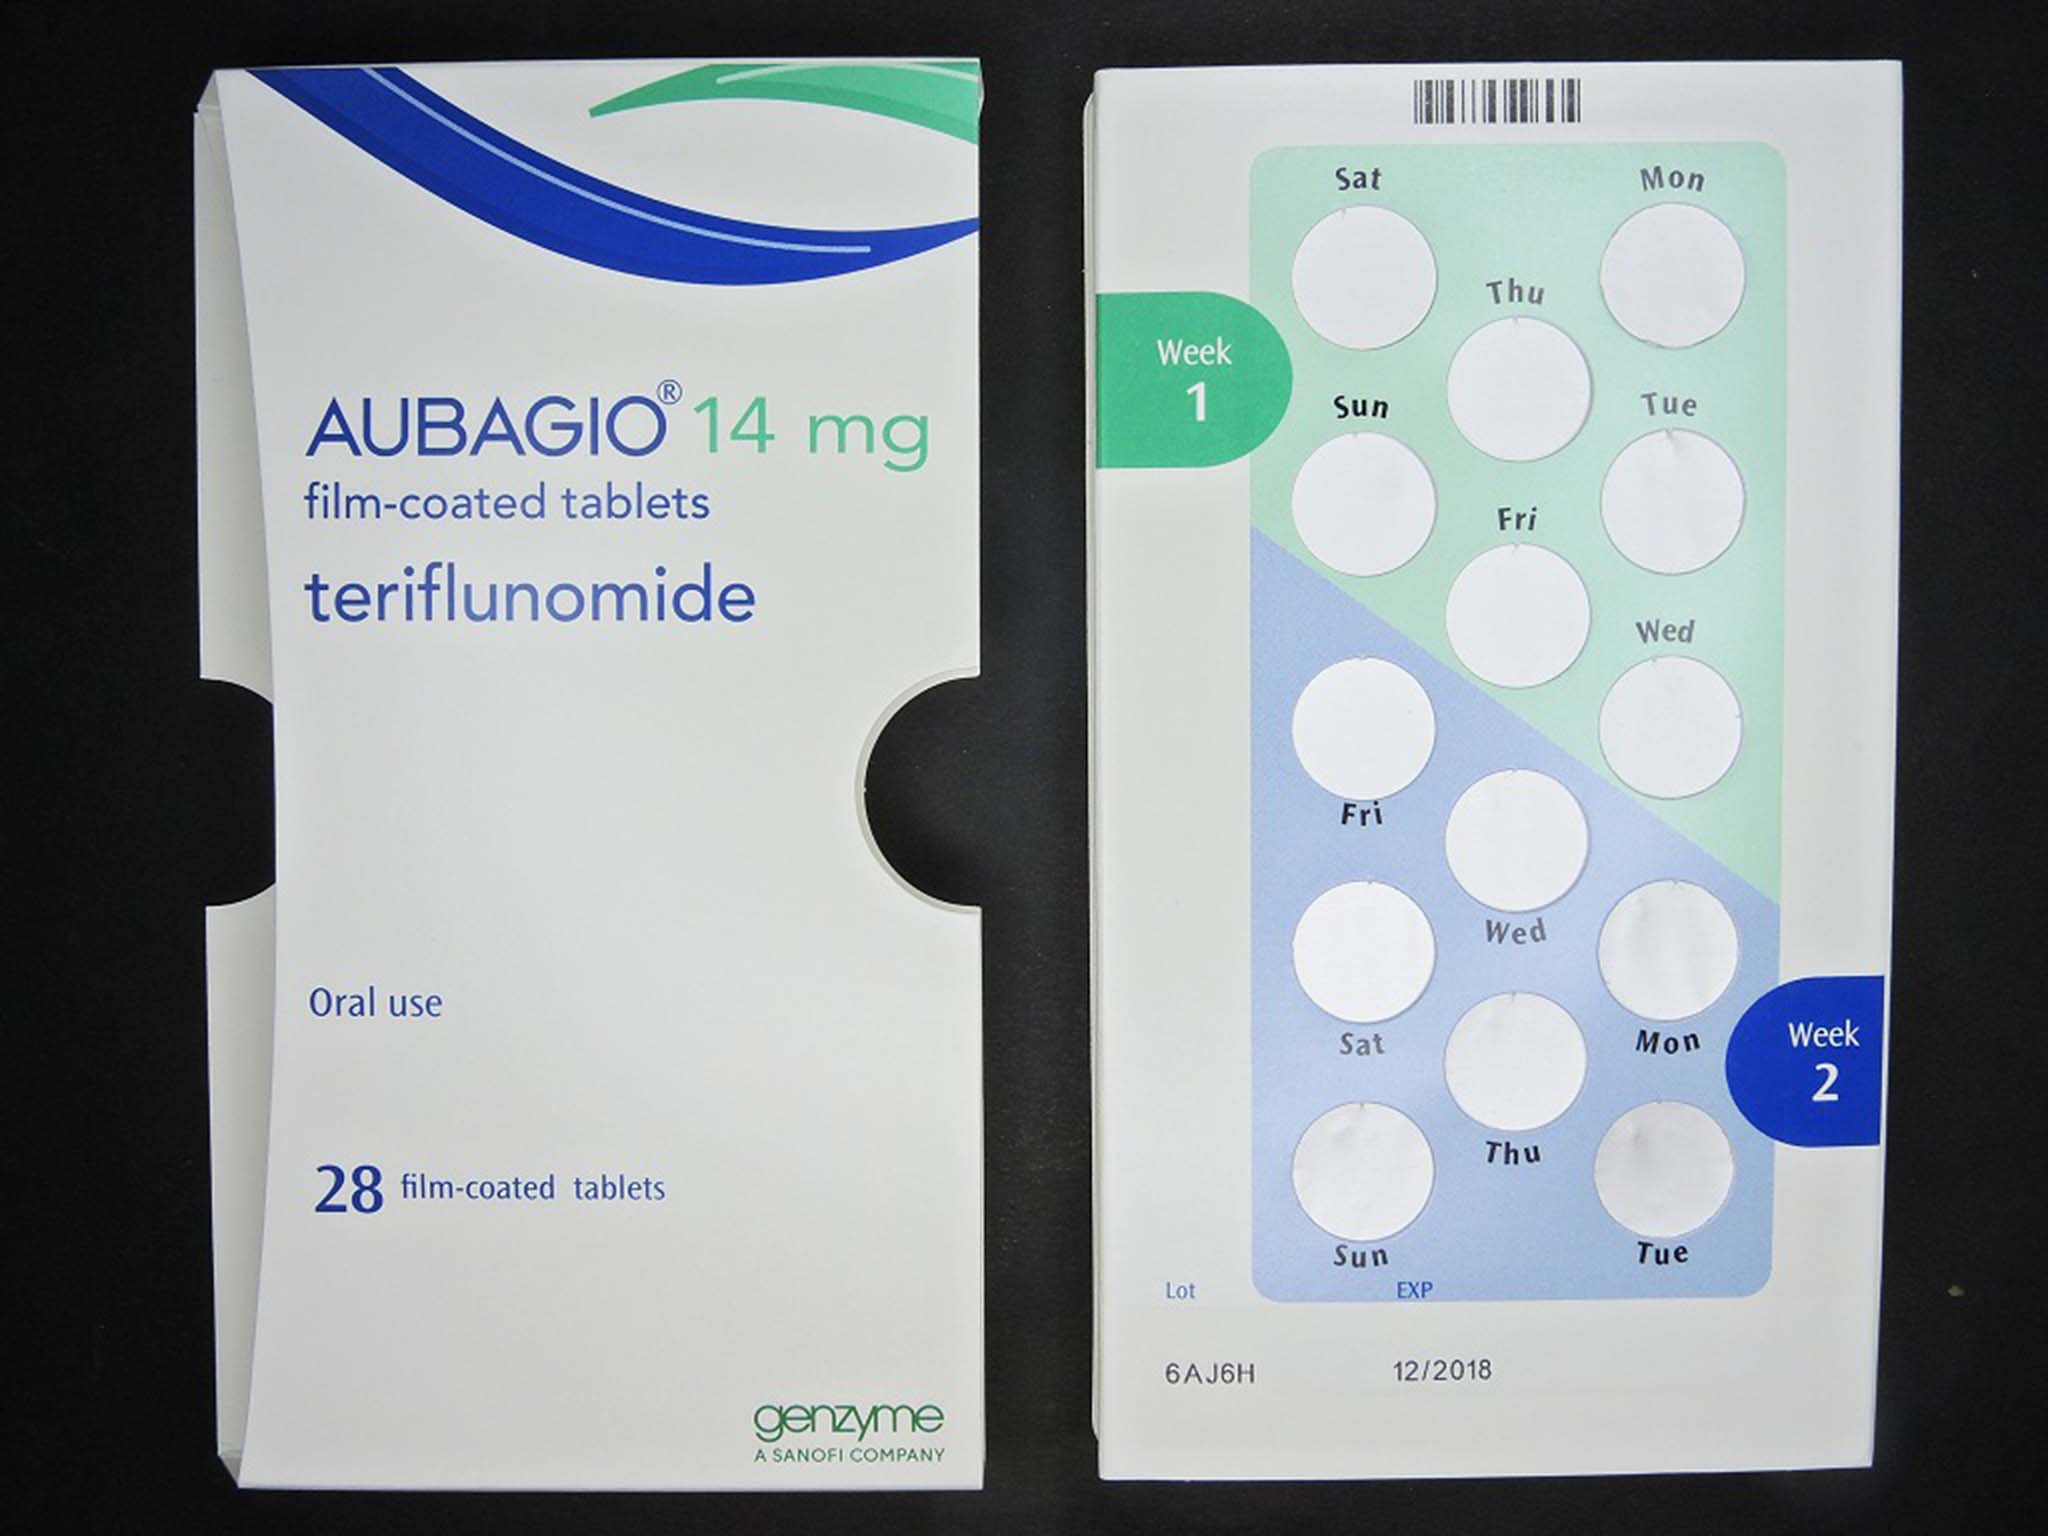 AUBAGIO® 14 mg
film-coated tablets
teriflunomide
Oral use
28 film-coated tablets
genzyme
A SANOFI COMPANY
Sat
Mon
Thu
Week
1
Sun
Tue
Fri
Wed
Fri
Wed
Sat
Mon
Week
2
Thu
Sun
Tue
Lot
EXP
6AJ6H
12/2018